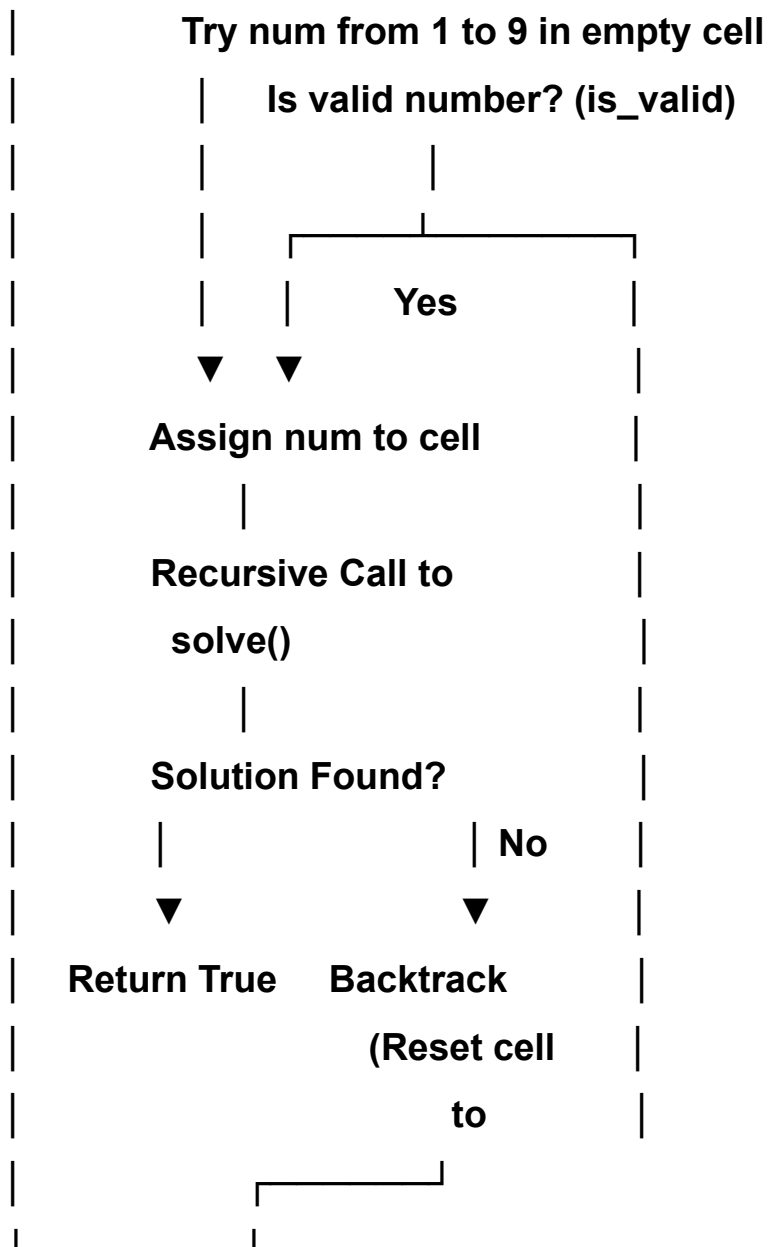 Try num from 1 to 9 in empty cell
Is valid number? (is_valid)
Yes
Assign num to cell
Recursive Call to
solve()
Solution Found?
No
Return True Backtrack
(Reset cell
to